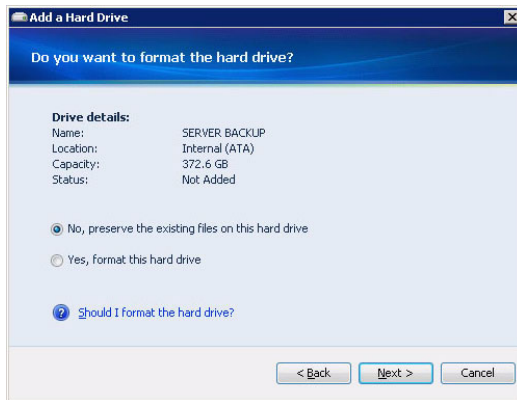 Add a Hard Drive
Do you want to format the hard drive?
Drive details:
Name: SERVER BACKUP
Location: Internal (ATA)
Capacity: 372.6 GB
Status: Not Added
No, preserve the existing files on this hard drive
Yes, format this hard drive
Should I format the hard drive?
< Back Next > Cancel